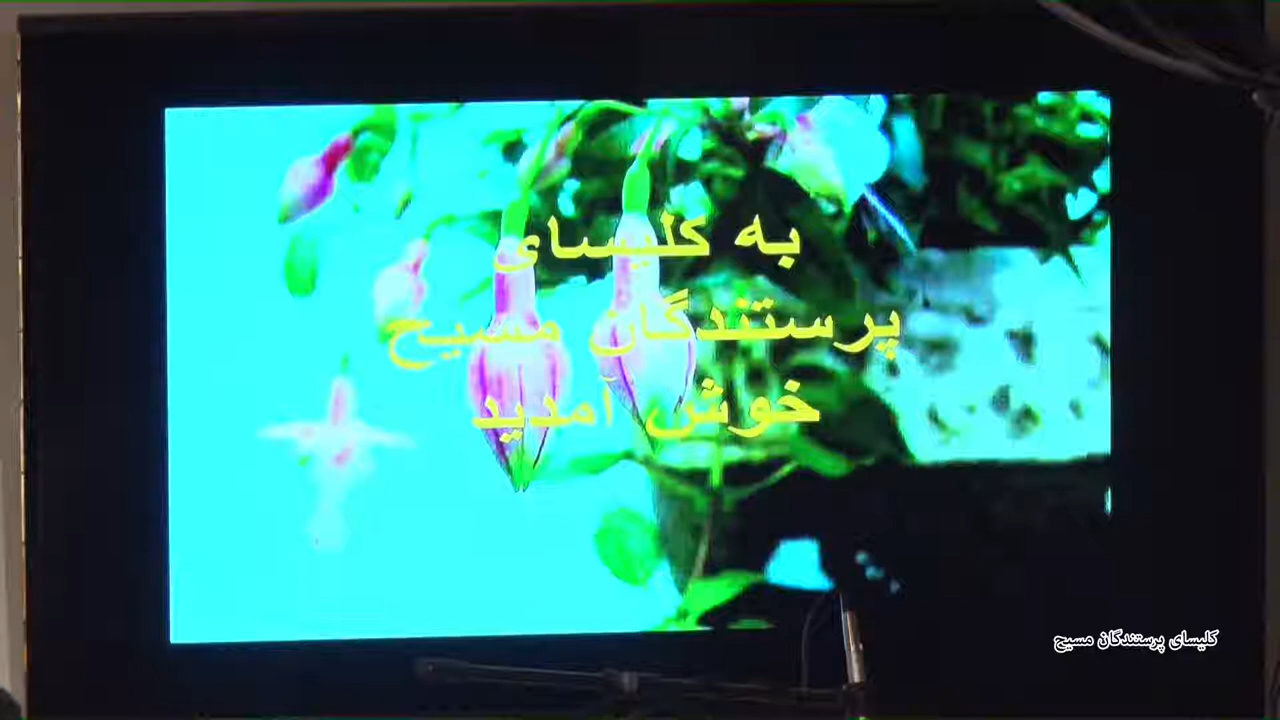 به کلیسای
پرستندگان مسیح
خوش آمدید
کلیسای پرستندگان مسیح